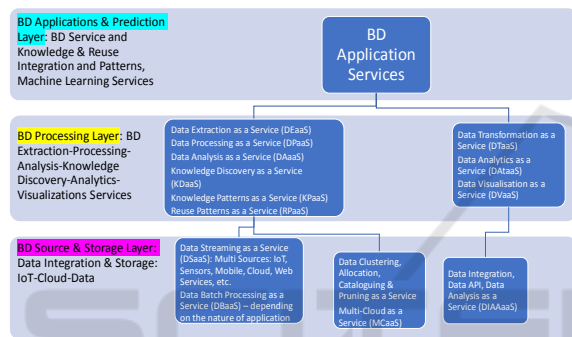 BD Applications & Prediction
Layer: BD Service and
Knowledge & Reuse
Integration and Patterns,
Machine Learning Services
BD
Application
Services
BD Processing Layer: BD
Extraction-Processing-
Analysis-Knowledge
Discovery-Analytics-
Visualizations Services
Data Extraction as a Service (DEaaS)
Data Processing as a Service (DPaaS)
Data Analysis as a Service (DAaaS)
Knowledge Discovery as a Service
(KDaaS)
Knowledge Patterns as a Service (KPaaS)
Reuse Patterns as a Service (RPaaS)
Data Transformation as a
Service (DTaaS)
Data Analytics as a
Service (DAtaaS)
Data Visualisation as a
Service (DVaaS)
BD Source & Storage Layer:
Data Integration & Storage:
IoT-Cloud-Data
Data Streaming as a Service
(DSaaS): Multi Sources: IoT,
Sensors, Mobile, Cloud, Web
Services, etc.
Data Batch Processing as a
Service (DBaaS) – depending
on the nature of application
Data Clustering,
Allocation,
Cataloguing &
Pruning as a Service
Multi-Cloud as a
Service (MCaaS)
Data Integration,
Data API, Data
Analysis as a
Service (DIAAaaS)